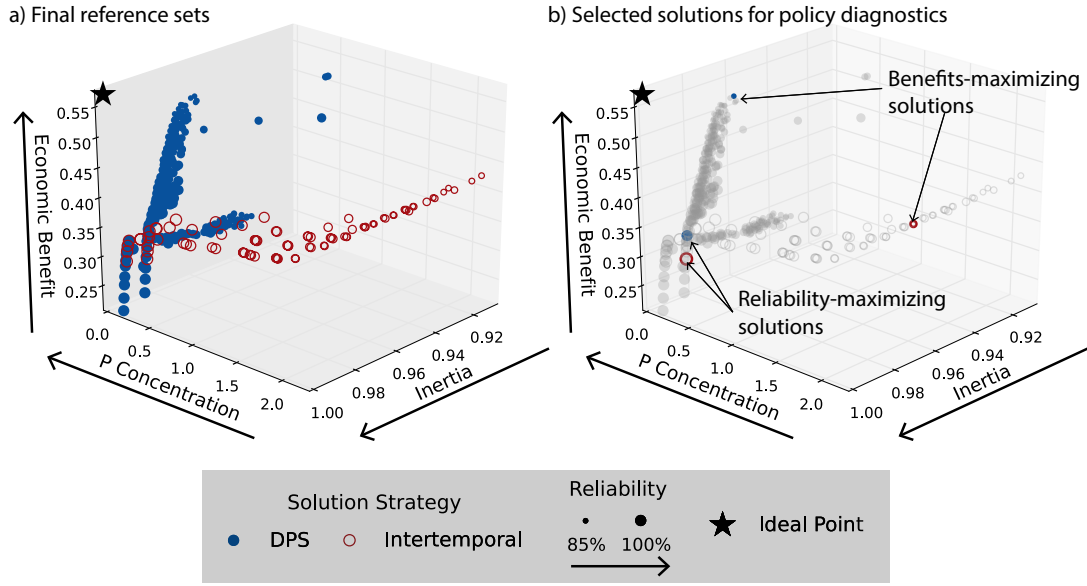 a) Final reference sets
0.55
0.50
0.45
0.40
0.35
0.30
0.25
Economic Benefit
0.0
0.5
1.0
1.5
2.0
P Concentration
1.00
0.98
0.96
0.94
0.92
Inertia
b) Selected solutions for policy diagnostics
Benefits-maximizing
solutions
Reliability-maximizing
solutions
0.55
0.50
0.45
0.40
0.35
0.30
0.25
Economic Benefit
0.0
0.5
1.0
1.5
2.0
P Concentration
1.00
0.98
0.96
0.94
0.92
Inertia
Solution Strategy
DPS
Intertemporal
Reliability
85%
100%
Ideal Point